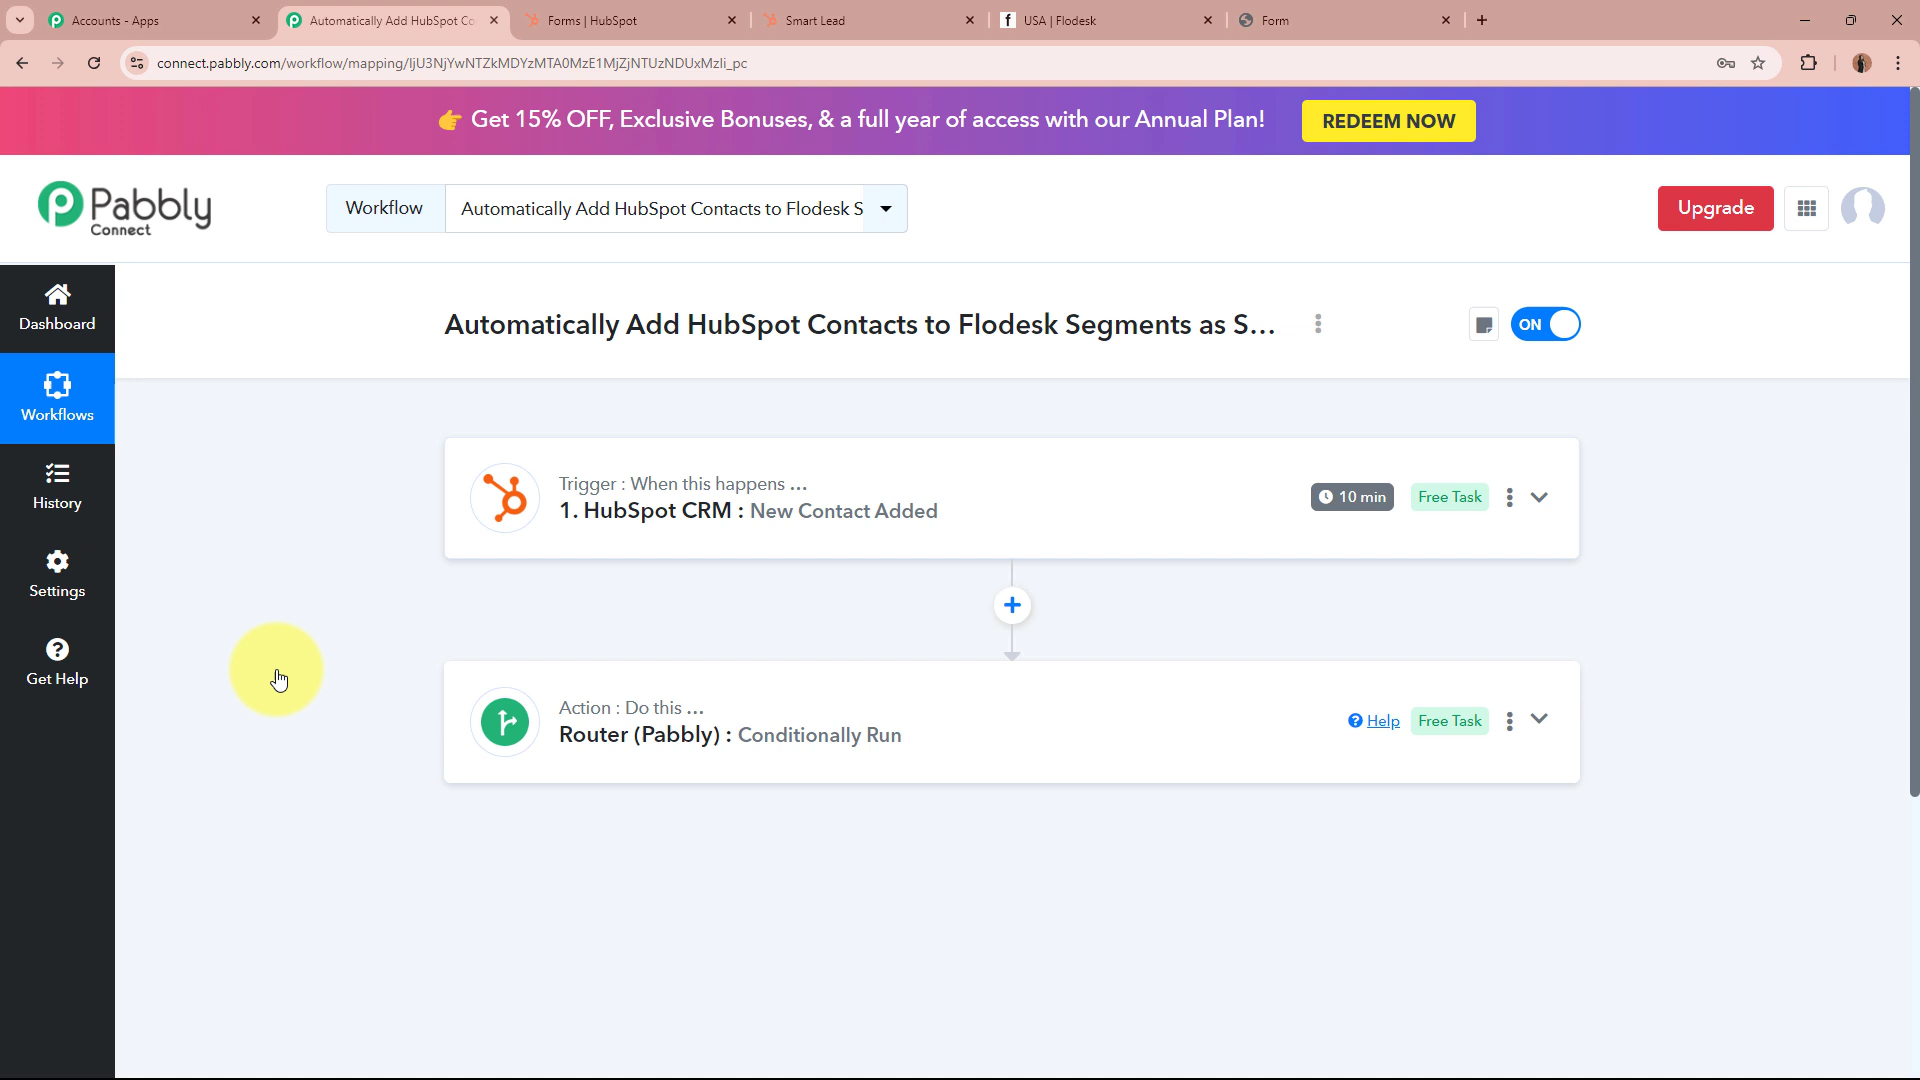 Accounts - Apps
Automatically Add HubSpot Co
Forms | HubSpot
Smart Lead
USA | Flodesk
Form
connect.pabbly.com/workflow/mapping/IjU3NjYwNTZkMDYzMTA0MzE1MjZjNTUzNDUxMzIi_pc
👉 Get 15% OFF, Exclusive Bonuses, & a full year of access with our Annual Plan!
REDEEM NOW
Pabbly
Connect
Workflow
Automatically Add HubSpot Contacts to Flodesk S
Upgrade
Dashboard
Workflows
History
Settings
Get Help
Automatically Add HubSpot Contacts to Flodesk Segments as S...
ON
Trigger : When this happens ...
1. HubSpot CRM : New Contact Added
10 min
Free Task
Action : Do this ...
Router (Pabbly) : Conditionally Run
Help
Free Task